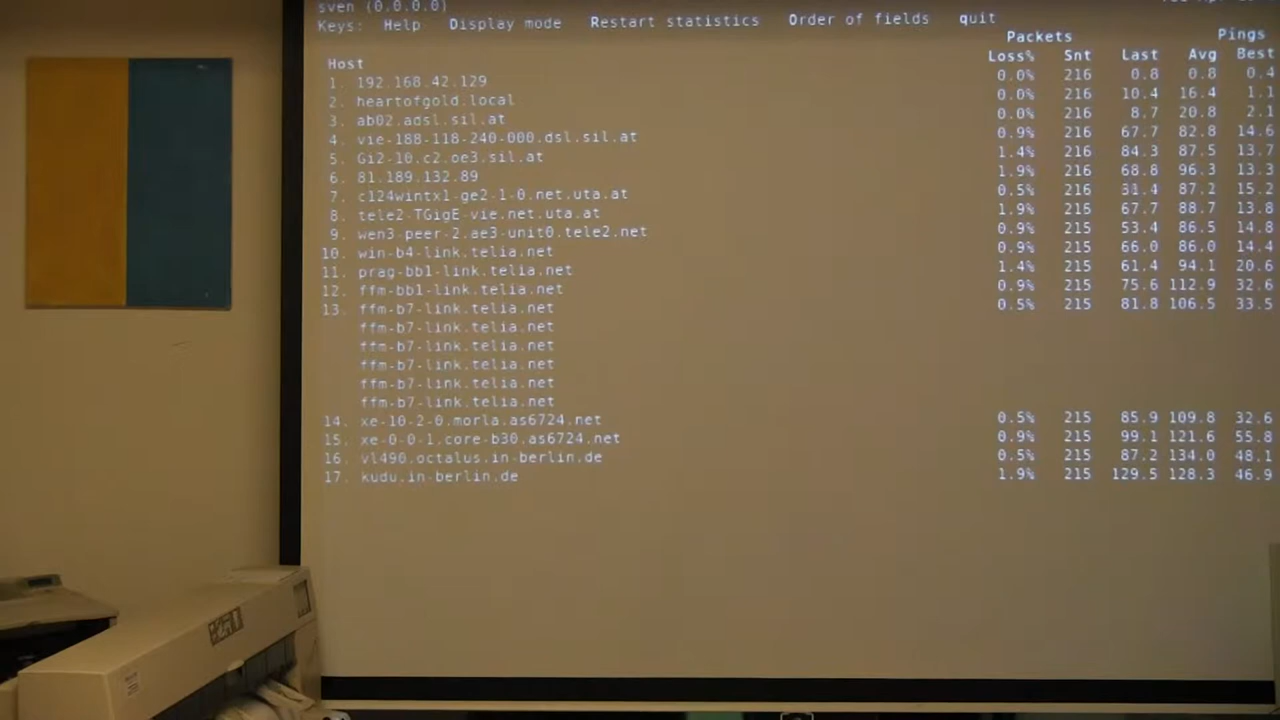 sven (0.0.0.0)
Keys: Help Display mode Restart statistics Order of fields quit
Packets Pings
Host Loss% Snt Last Avg Best
1. 192.168.42.129 0.0% 216 0.8 0.8 0.4
2. heartofgold.local 0.0% 216 10.4 16.4 1.1
3. ab02.adsl.sil.at 0.0% 216 8.7 20.8 2.1
4. vie-188-118-240-000.dsl.sil.at 0.9% 216 67.7 82.8 14.6
5. Gi2-10.c2.oe3.sil.at 1.4% 216 84.3 87.5 13.7
6. 81.189.132.89 1.9% 216 68.8 96.3 13.3
7. c124wintx1-ge2-1-0.net.uta.at 0.5% 216 31.4 87.2 15.2
8. tele2-TGigE-vie.net.uta.at 1.9% 215 67.7 88.7 13.8
9. wen3-peer-2.ae3-unit0.tele2.net 0.9% 215 53.4 86.5 14.8
10. win-b4-link.telia.net 0.9% 215 66.0 86.0 14.4
11. prag-bb1-link.telia.net 1.4% 215 61.4 94.1 20.6
12. ffm-bb1-link.telia.net 0.9% 215 75.6 112.9 32.6
13. ffm-b7-link.telia.net 0.5% 215 81.8 106.5 33.5
ffm-b7-link.telia.net
ffm-b7-link.telia.net
ffm-b7-link.telia.net
ffm-b7-link.telia.net
ffm-b7-link.telia.net
14. xe-10-2-0.morla.as6724.net 0.5% 215 85.9 109.8 32.6
15. xe-0-0-1.core-b30.as6724.net 0.9% 215 99.1 121.6 55.8
16. vl490.octalus.in-berlin.de 0.5% 215 87.2 134.0 48.1
17. kudu.in-berlin.de 1.9% 215 129.5 128.3 46.9